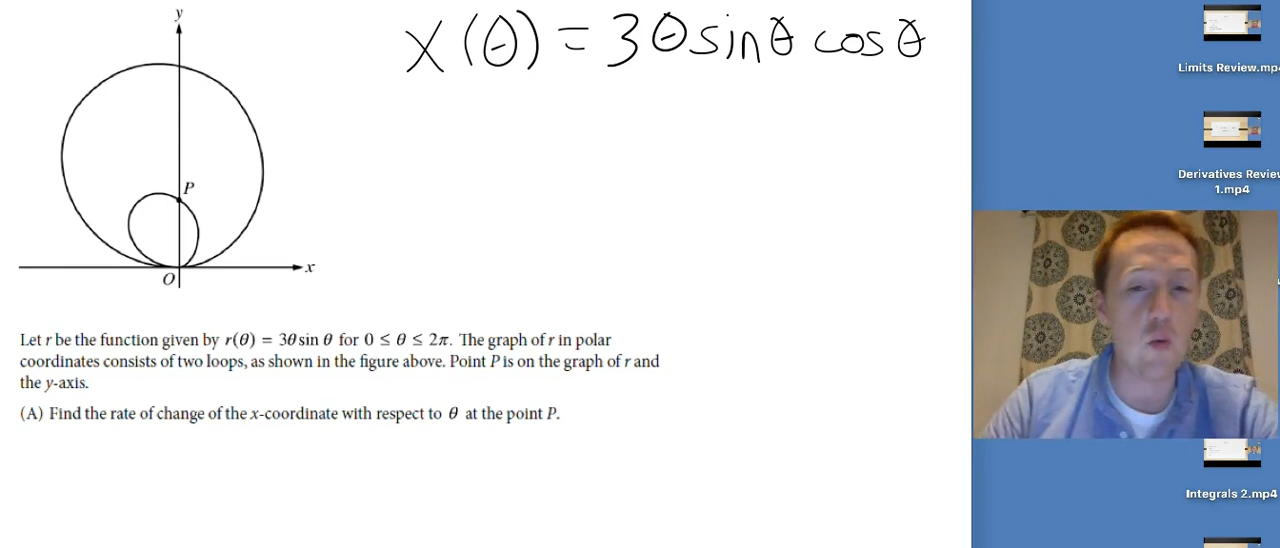 y
x(θ) = 3θ sinθ cosθ
P
x
O
Let r be the function given by r(θ) = 3θ sin θ for 0 ≤ θ ≤ 2π. The graph of r in polar
coordinates consists of two loops, as shown in the figure above. Point P is on the graph of r and
the y-axis.
(A) Find the rate of change of the x-coordinate with respect to θ at the point P.
Limits Review.mp4
Derivatives Review
1.mp4
Integrals 2.mp4